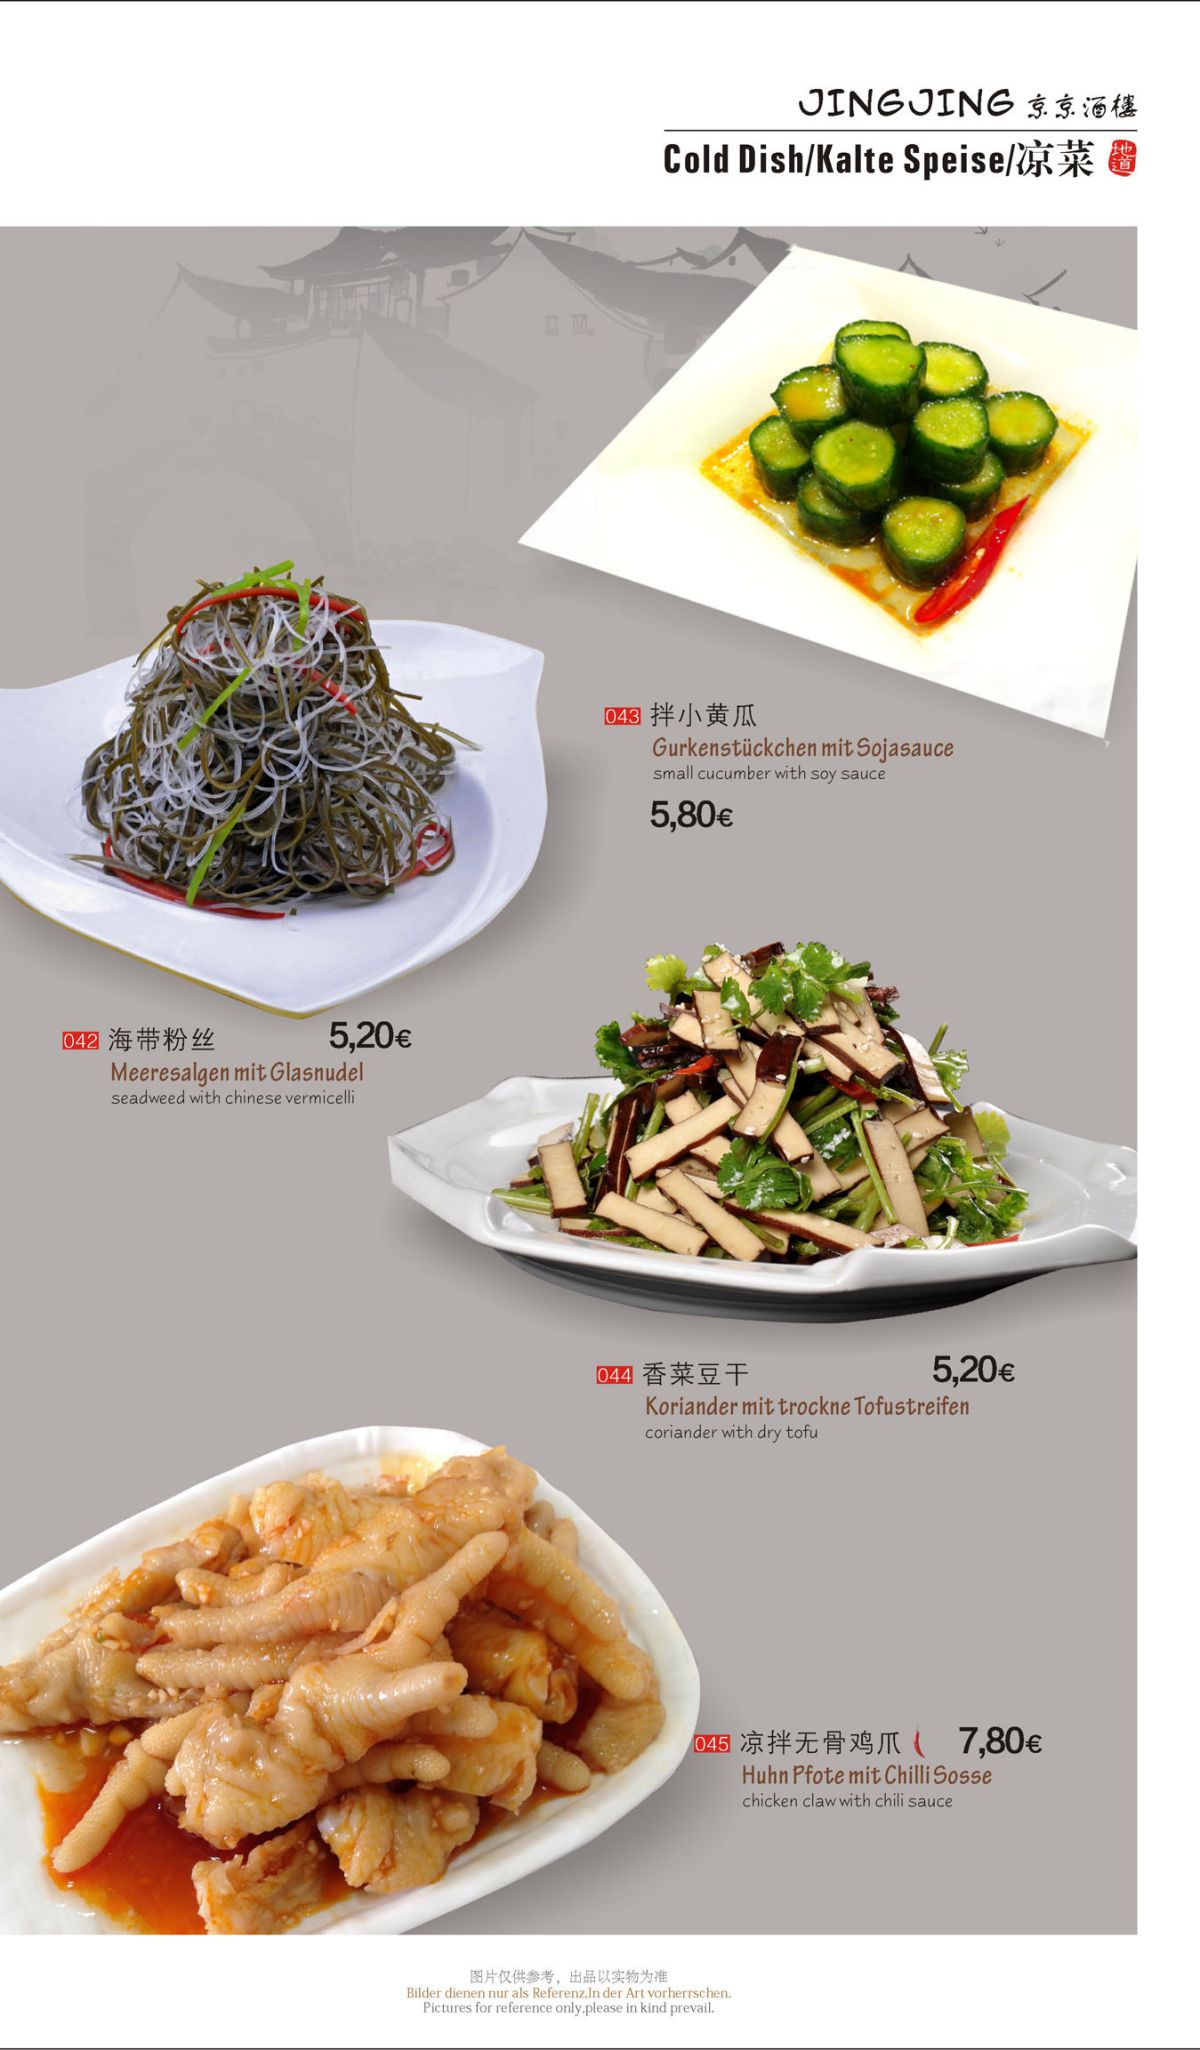 JINGJING 京京酒樓
Cold Dish/Kalte Speise/凉菜 地道
043 拌小黄瓜
Gurkenstückchen mit Sojasauce
small cucumber with soy sauce
5,80€
042 海带粉丝 5,20€
Meeresalgen mit Glasnudel
seadweed with chinese vermicelli
044 香菜豆干 5,20€
Koriander mit trockne Tofustreifen
coriander with dry tofu
045 凉拌无骨鸡爪 7,80€
Huhn Pfote mit Chilli Sosse
chicken claw with chili sauce
图片仅供参考，出品以实物为准
Bilder dienen nur als Referenz,In der Art vorherrschen.
Pictures for reference only,please in kind prevail.